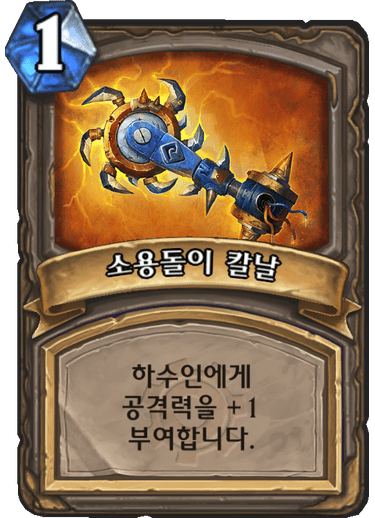 1
소용돌이 칼날
하수인에게
공격력을 +1
부여합니다.